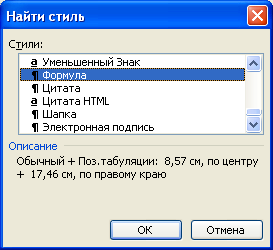 Найти стиль
Стили:
a Уменьшенный Знак
¶ Формула
¶ Цитата
a Цитата HTML
¶ Шапка
¶ Электронная подпись
Описание
Обычный + Поз.табуляции: 8,57 см, по центру
+ 17,46 см, по правому краю
ОК
Отмена